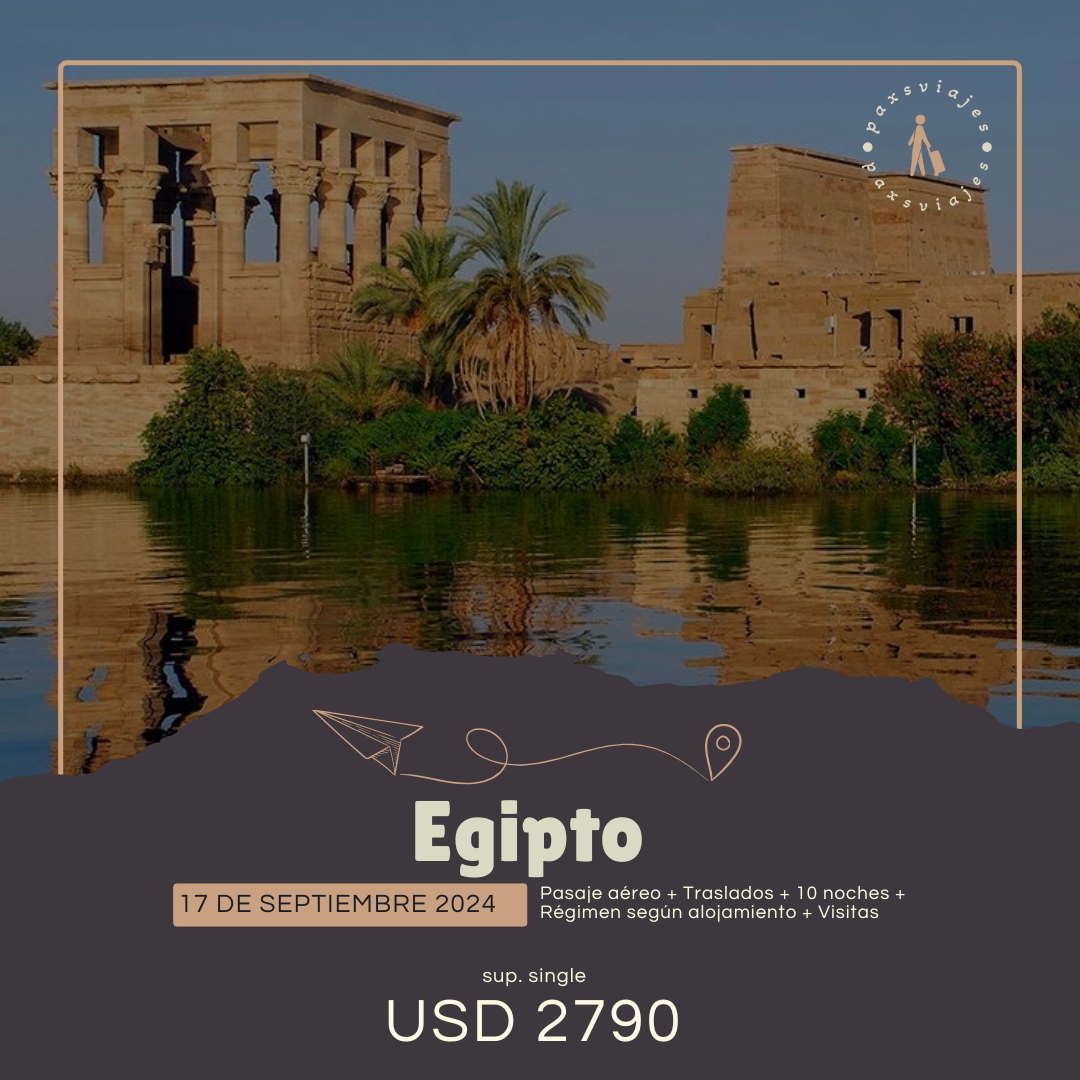 paxsviajes
paxsviajes
Egipto
17 DE SEPTIEMBRE 2024
Pasaje aéreo + Traslados + 10 noches +
Régimen según alojamiento + Visitas
sup. single
USD 2790